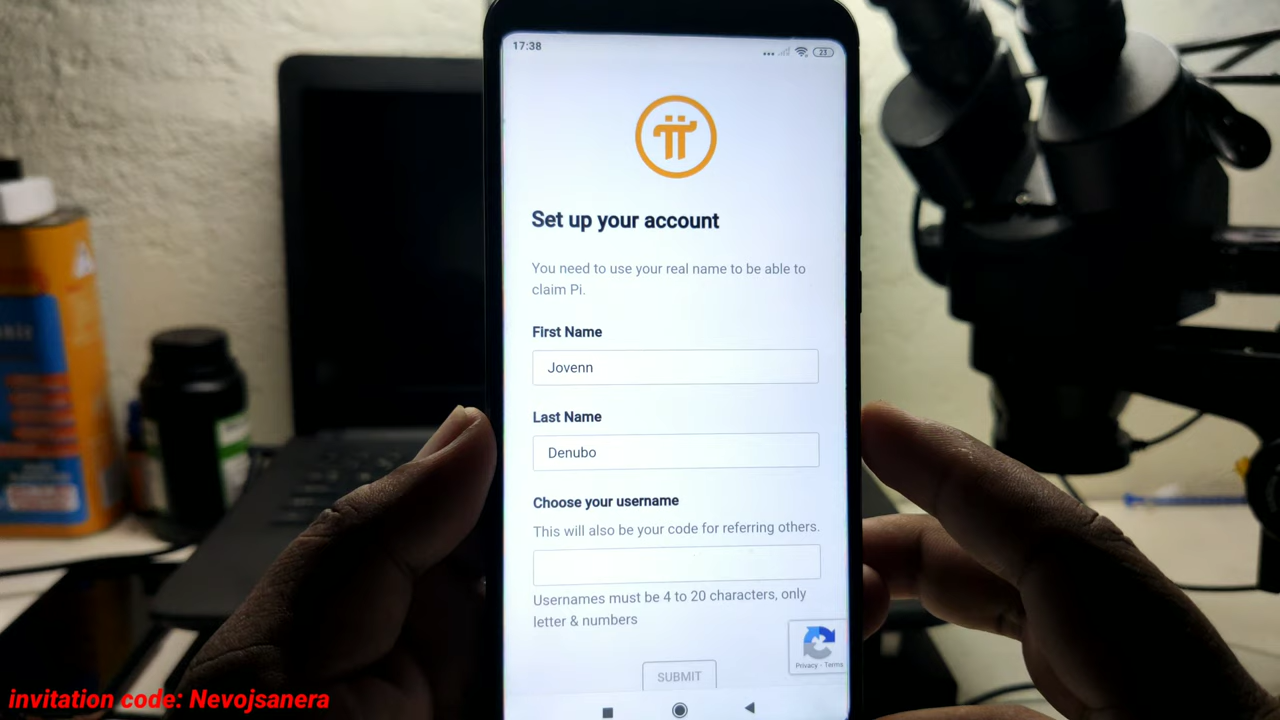 17:38
23
Set up your account
You need to use your real name to be able to
claim Pi.
First Name
Jovenn
Last Name
Denubo
Choose your username
This will also be your code for referring others.
Usernames must be 4 to 20 characters, only
letter & numbers
Privacy - Terms
SUBMIT
invitation code: Nevojsanera